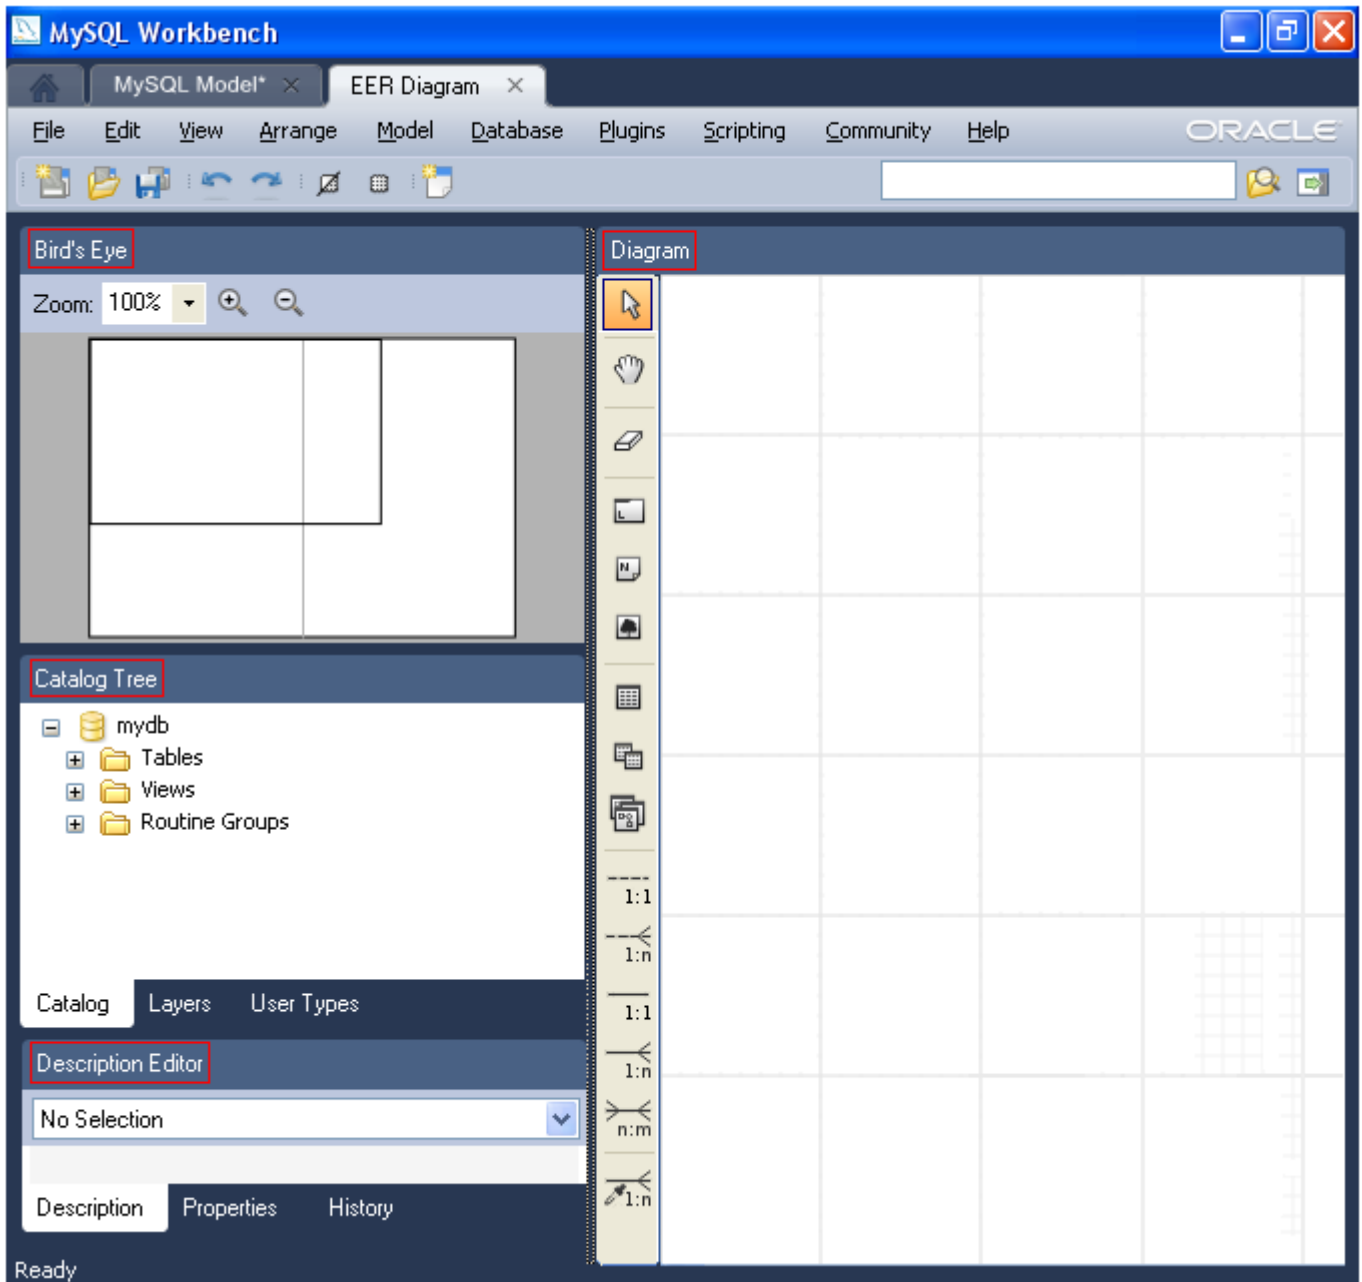 MySQL Workbench
MySQL Model* EER Diagram
File Edit View Arrange Model Database Plugins Scripting Community Help ORACLE
Bird's Eye
Zoom: 100%
Catalog Tree
mydb
Tables
Views
Routine Groups
Catalog Layers User Types
Description Editor
No Selection
Description Properties History
Diagram
L
N
1:1
1:n
1:1
1:n
n:m
1:n
Ready